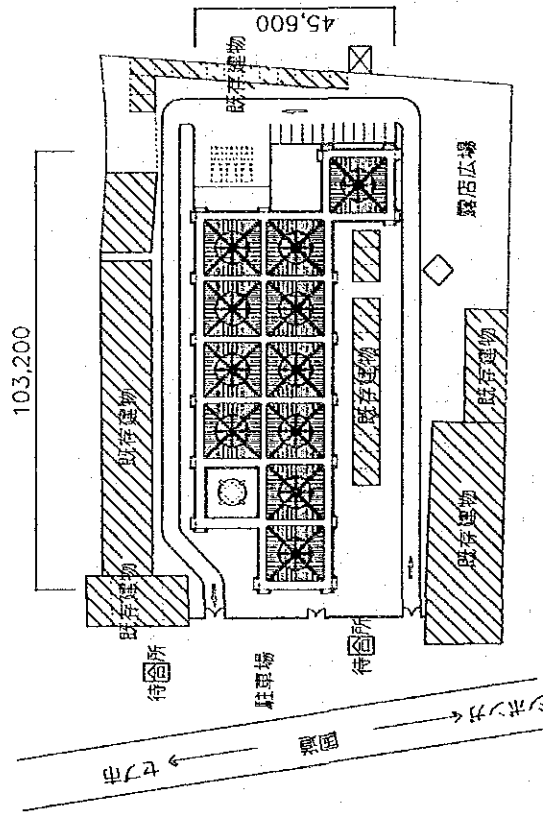 103,200
45,600
既存建物
既存建物
既存建物
既存建物
既存建物
既存建物
露店広場
待合所
駐車場
待合所
セブ市
国道
シボンガ